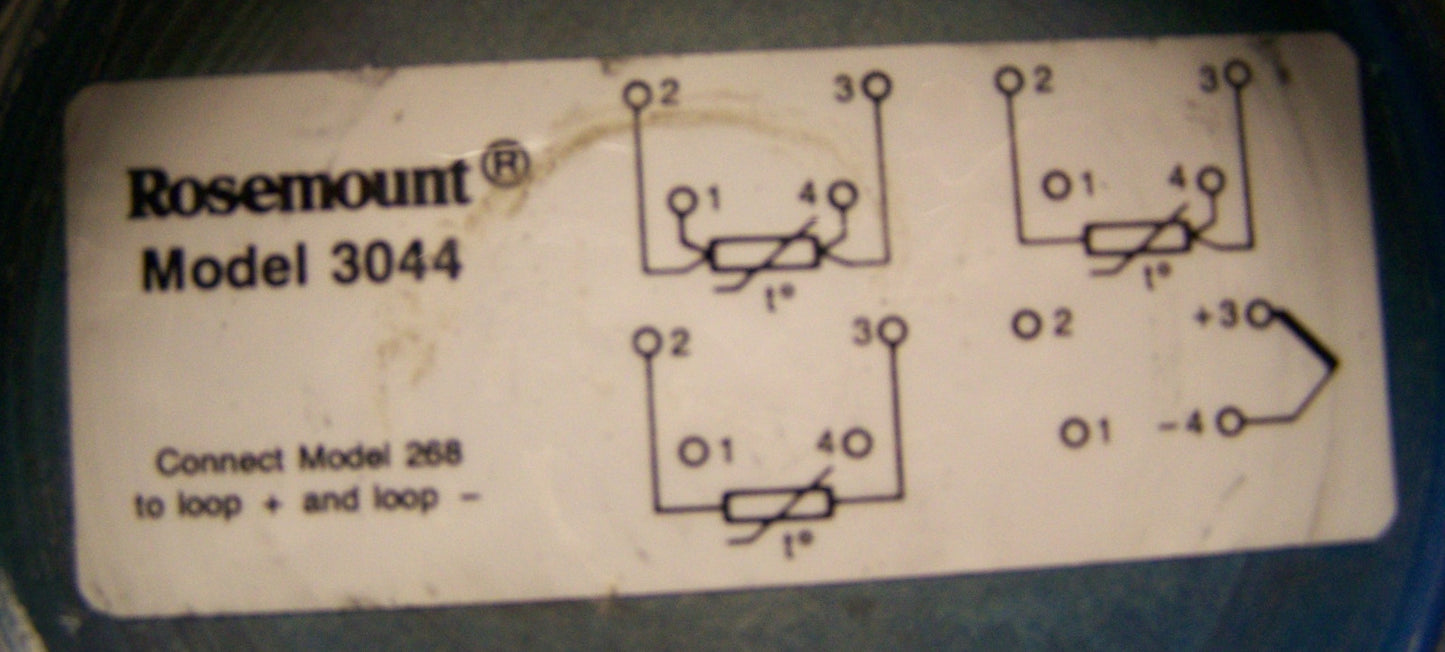 Rosemount®
Model 3044
Connect Model 268
to loop + and loop −
2 3
1 4
t°
2 3
1 4
t°
2 3
1 4
t°
2 +3
1 −4